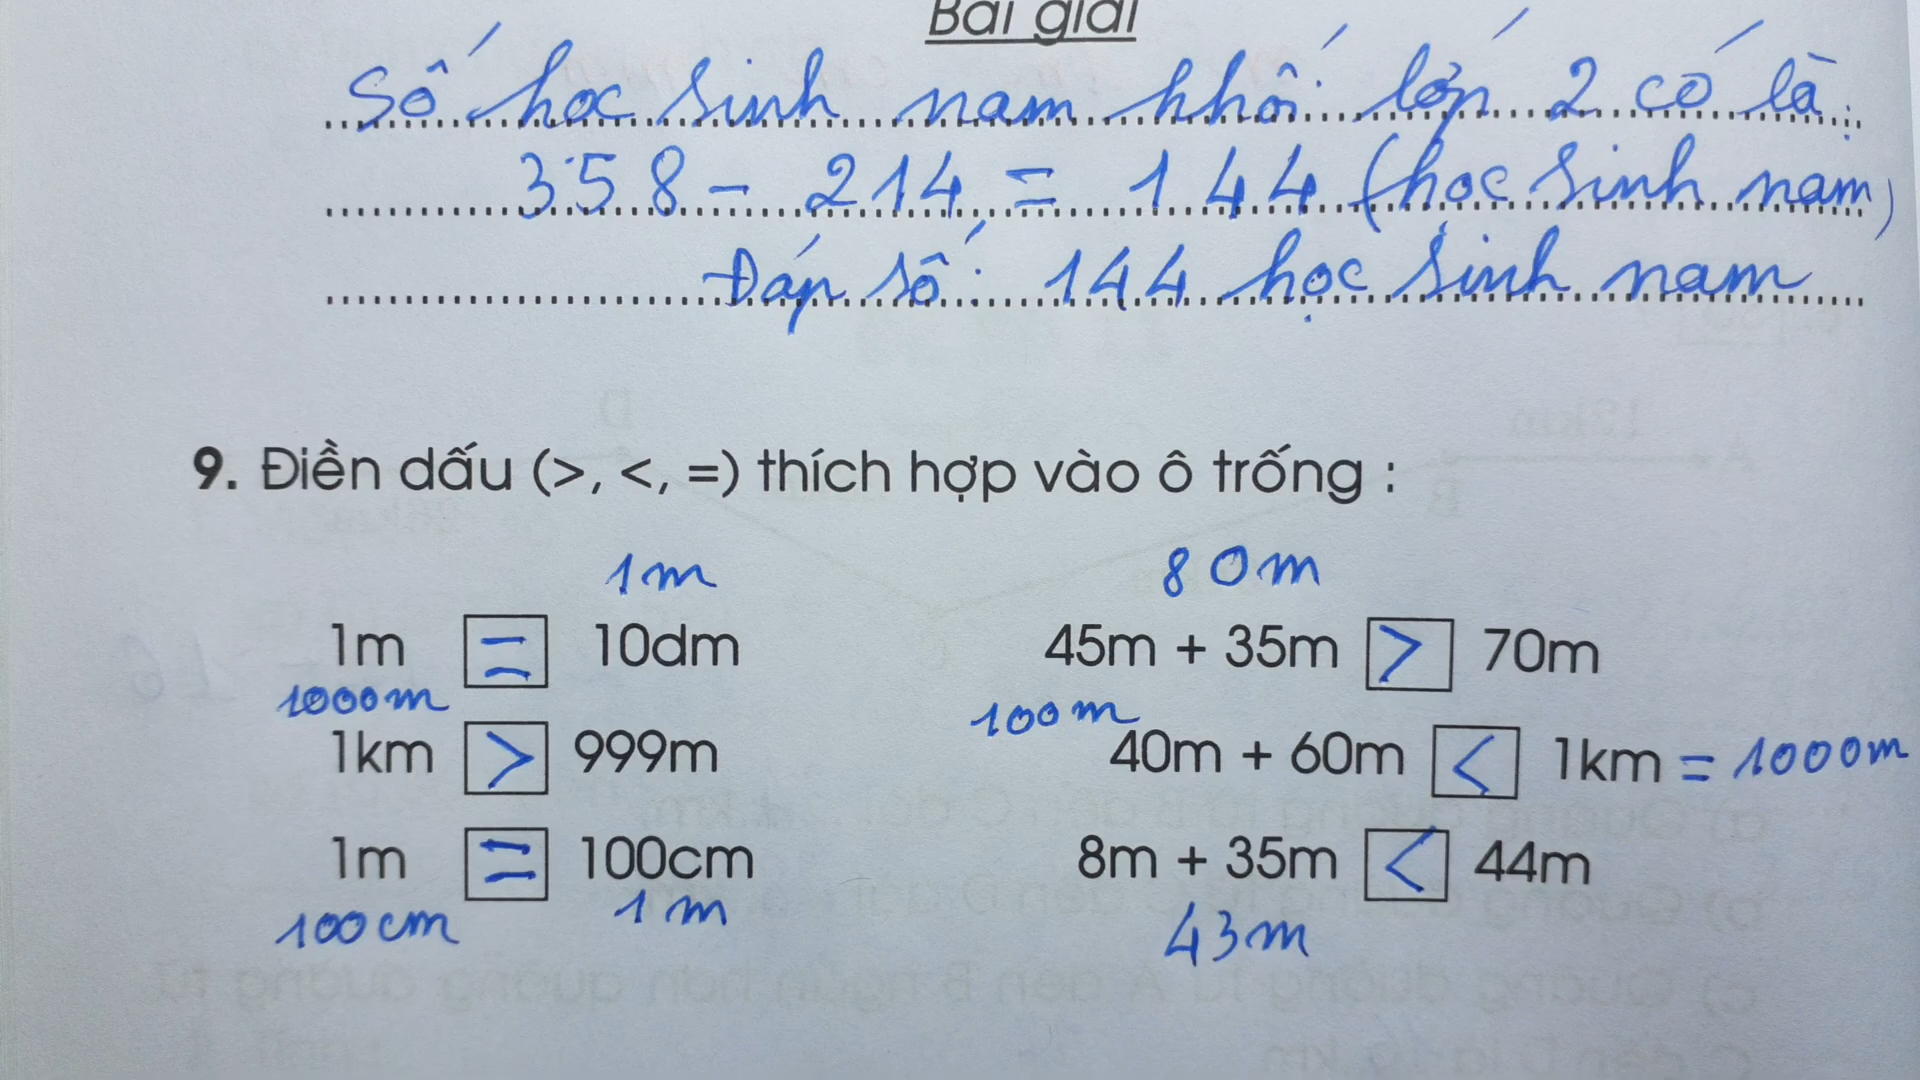 Bài giải
Số học sinh nam khối lớp 2 có là:
358 - 214 = 144 (học sinh nam)
Đáp số: 144 học sinh nam
9. Điền dấu (>, <, =) thích hợp vào ô trống :
1m
1m = 10dm
1000m
1km > 999m
1m = 100cm
100cm 1m
80m
45m + 35m > 70m
100m
40m + 60m < 1km = 1000m
8m + 35m < 44m
43m